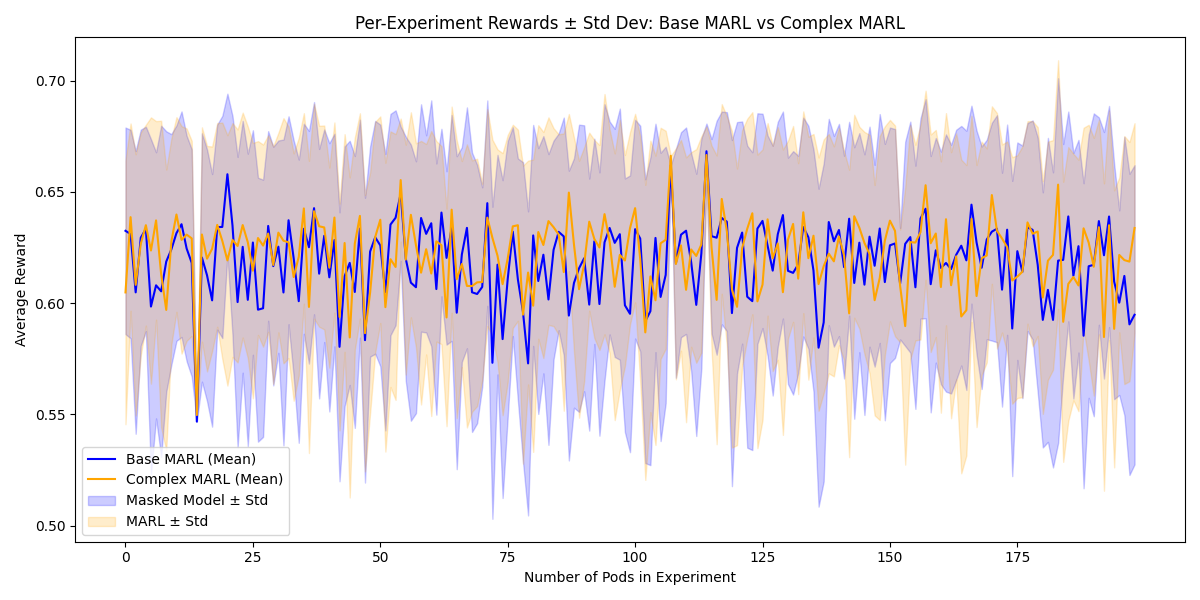 Per-Experiment Rewards ± Std Dev: Base MARL vs Complex MARL
Average Reward
0.70
0.65
0.60
0.55
0.50
Base MARL (Mean)
Complex MARL (Mean)
Masked Model ± Std
MARL ± Std
0 25 50 75 100 125 150 175
Number of Pods in Experiment